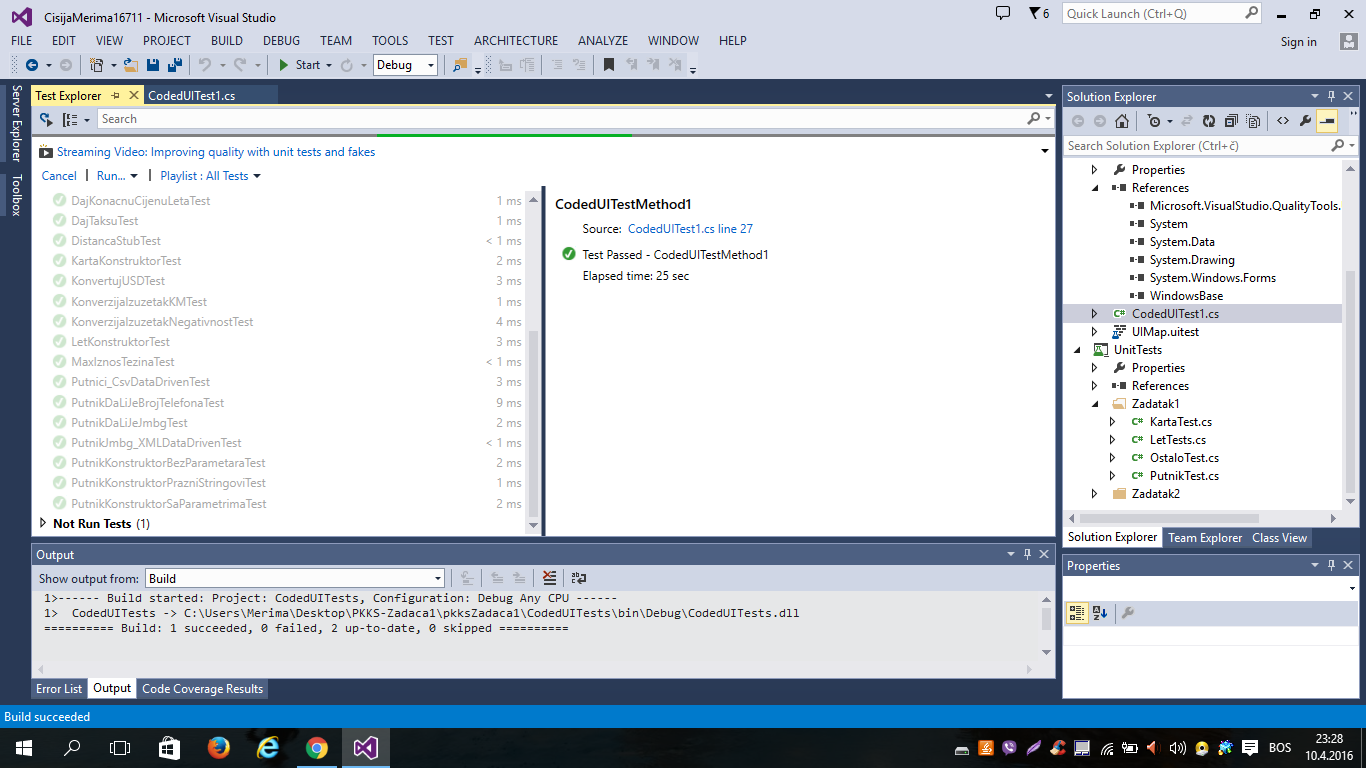 CisijaMerima16711 - Microsoft Visual Studio
6
Quick Launch (Ctrl+Q)
FILE EDIT VIEW PROJECT BUILD DEBUG TEAM TOOLS TEST ARCHITECTURE ANALYZE WINDOW HELP
Sign in
Start Debug
Server Explorer
Toolbox
Test Explorer CodedUITest1.cs
Search
Streaming Video: Improving quality with unit tests and fakes
Cancel | Run... | Playlist : All Tests
DajKonacnuCijenuLetaTest 1 ms
DajTaksuTest 1 ms
DistancaStubTest < 1 ms
KartaKonstruktorTest 2 ms
KonvertujUSDTest 3 ms
KonverzijaIzuzetakKMTest 1 ms
KonverzijaIzuzetakNegativnostTest 4 ms
LetKonstruktorTest 3 ms
MaxIznosTezinaTest < 1 ms
Putnici_CsvDataDrivenTest 3 ms
PutnikDaLiJeBrojTelefonaTest 9 ms
PutnikDaLiJeJmbgTest 2 ms
PutnikJmbg_XMLDataDrivenTest < 1 ms
PutnikKonstruktorBezParametaraTest 2 ms
PutnikKonstruktorPrazniStringoviTest 1 ms
PutnikKonstruktorSaParametrimaTest 2 ms
Not Run Tests (1)
CodedUITestMethod1
Source: CodedUITest1.cs line 27
Test Passed - CodedUITestMethod1
Elapsed time: 25 sec
Output
Show output from: Build
1>------ Build started: Project: CodedUITests, Configuration: Debug Any CPU ------
1>  CodedUITests -> C:\Users\Merima\Desktop\PKKS-Zadaca1\pkksZadaca1\CodedUITests\bin\Debug\CodedUITests.dll
========== Build: 1 succeeded, 0 failed, 2 up-to-date, 0 skipped ==========
Error List Output Code Coverage Results
Solution Explorer
Search Solution Explorer (Ctrl+č)
Properties
References
Microsoft.VisualStudio.QualityTools.
System
System.Data
System.Drawing
System.Windows.Forms
WindowsBase
C# CodedUITest1.cs
UIMap.uitest
UnitTests
Properties
References
Zadatak1
C# KartaTest.cs
C# LetTests.cs
C# OstaloTest.cs
C# PutnikTest.cs
Zadatak2
Solution Explorer Team Explorer Class View
Properties
Build succeeded
BOS
23:28
10.4.2016